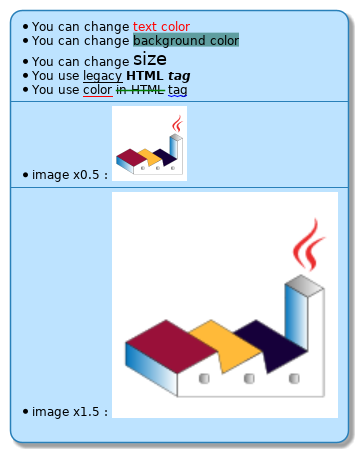 • You can change text color
• You can change background color
• You can change size
• You use legacy HTML tag
• You use color in HTML tag
• image x0.5 :
• image x1.5 :